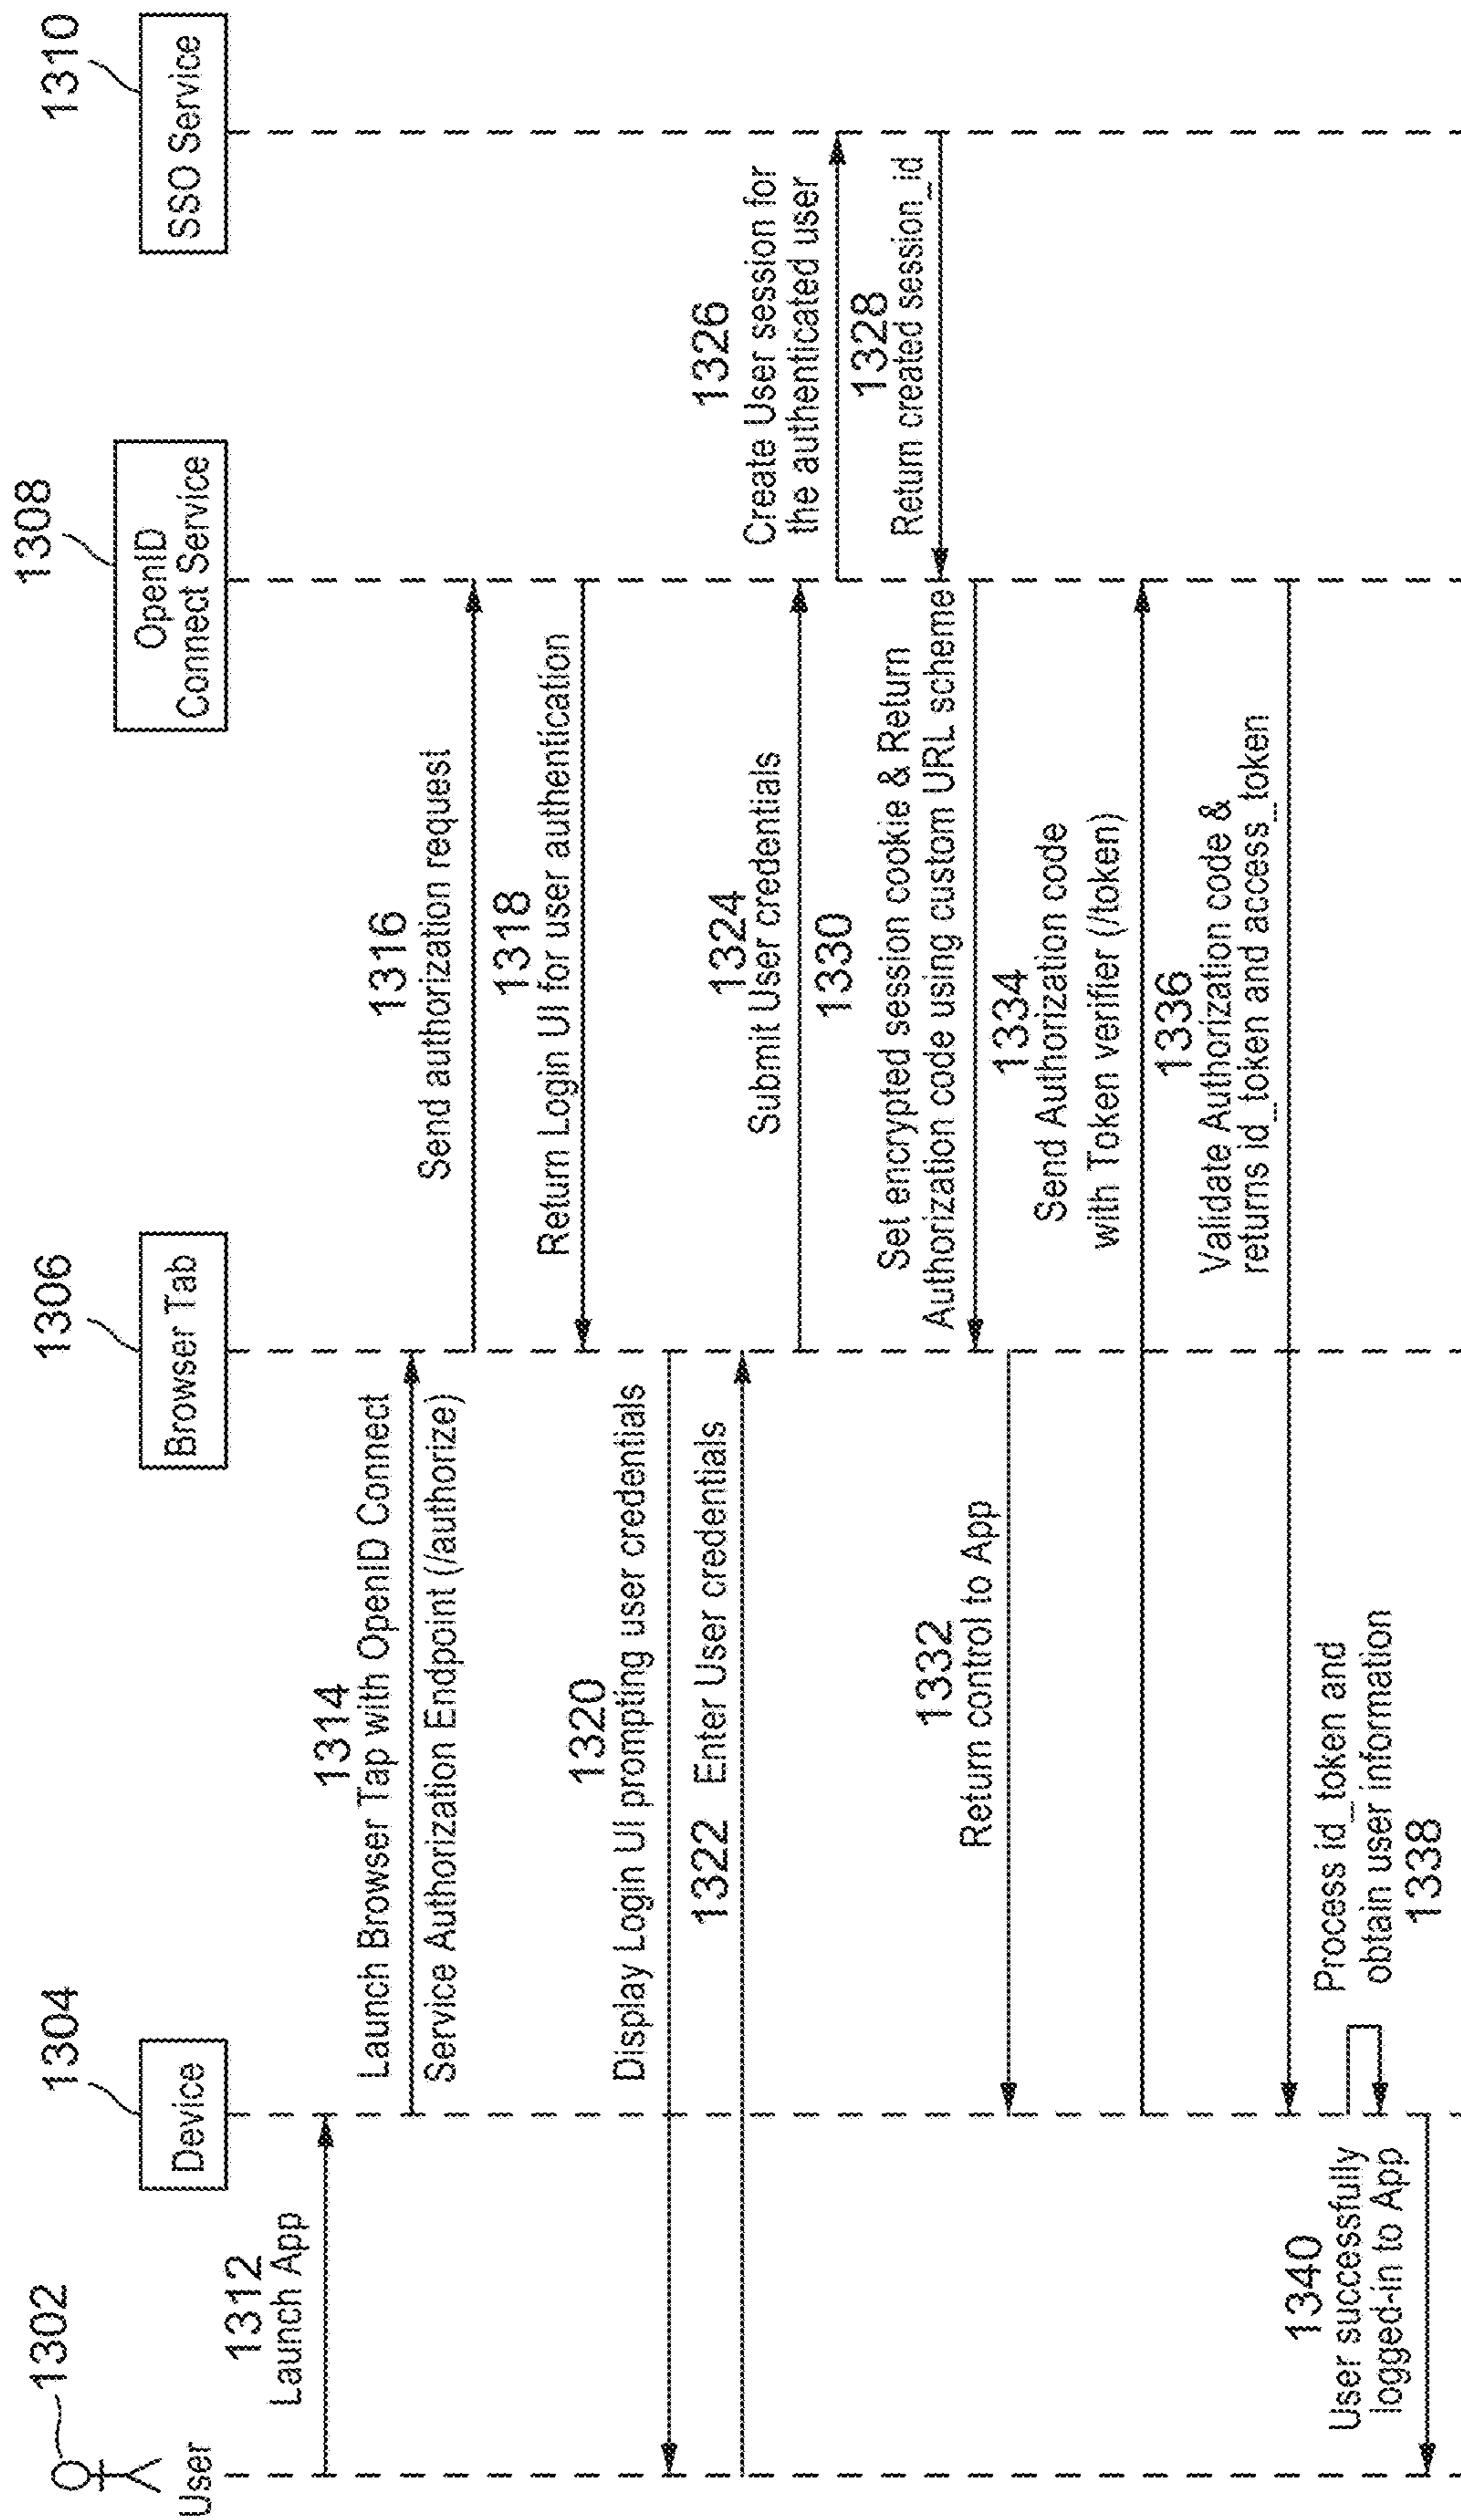 1302
User
1304
Device
1306
Browser Tab
1308
OpenID
Connect Service
1310
SSO Service
1312
Launch App
1314
Launch Browser Tap with OpenID Connect
Service Authorization Endpoint (/authorize)
1316
Send authorization request
1318
Return Login UI for user authentication
1320
Display Login UI prompting user credentials
1322 Enter User credentials
1324
Submit User credentials
1326
Create User session for
the authenticated user
1328
Return created session_id
1330
Set encrypted session cookie & Return
Authorization code using custom URL scheme
1332
Return control to App
1334
Send Authorization code
with Token verifier (/token)
1336
Validate Authorization code &
returns id_token and access_token
Process id_token and
obtain user information
1338
1340
User successfully
logged-in to App